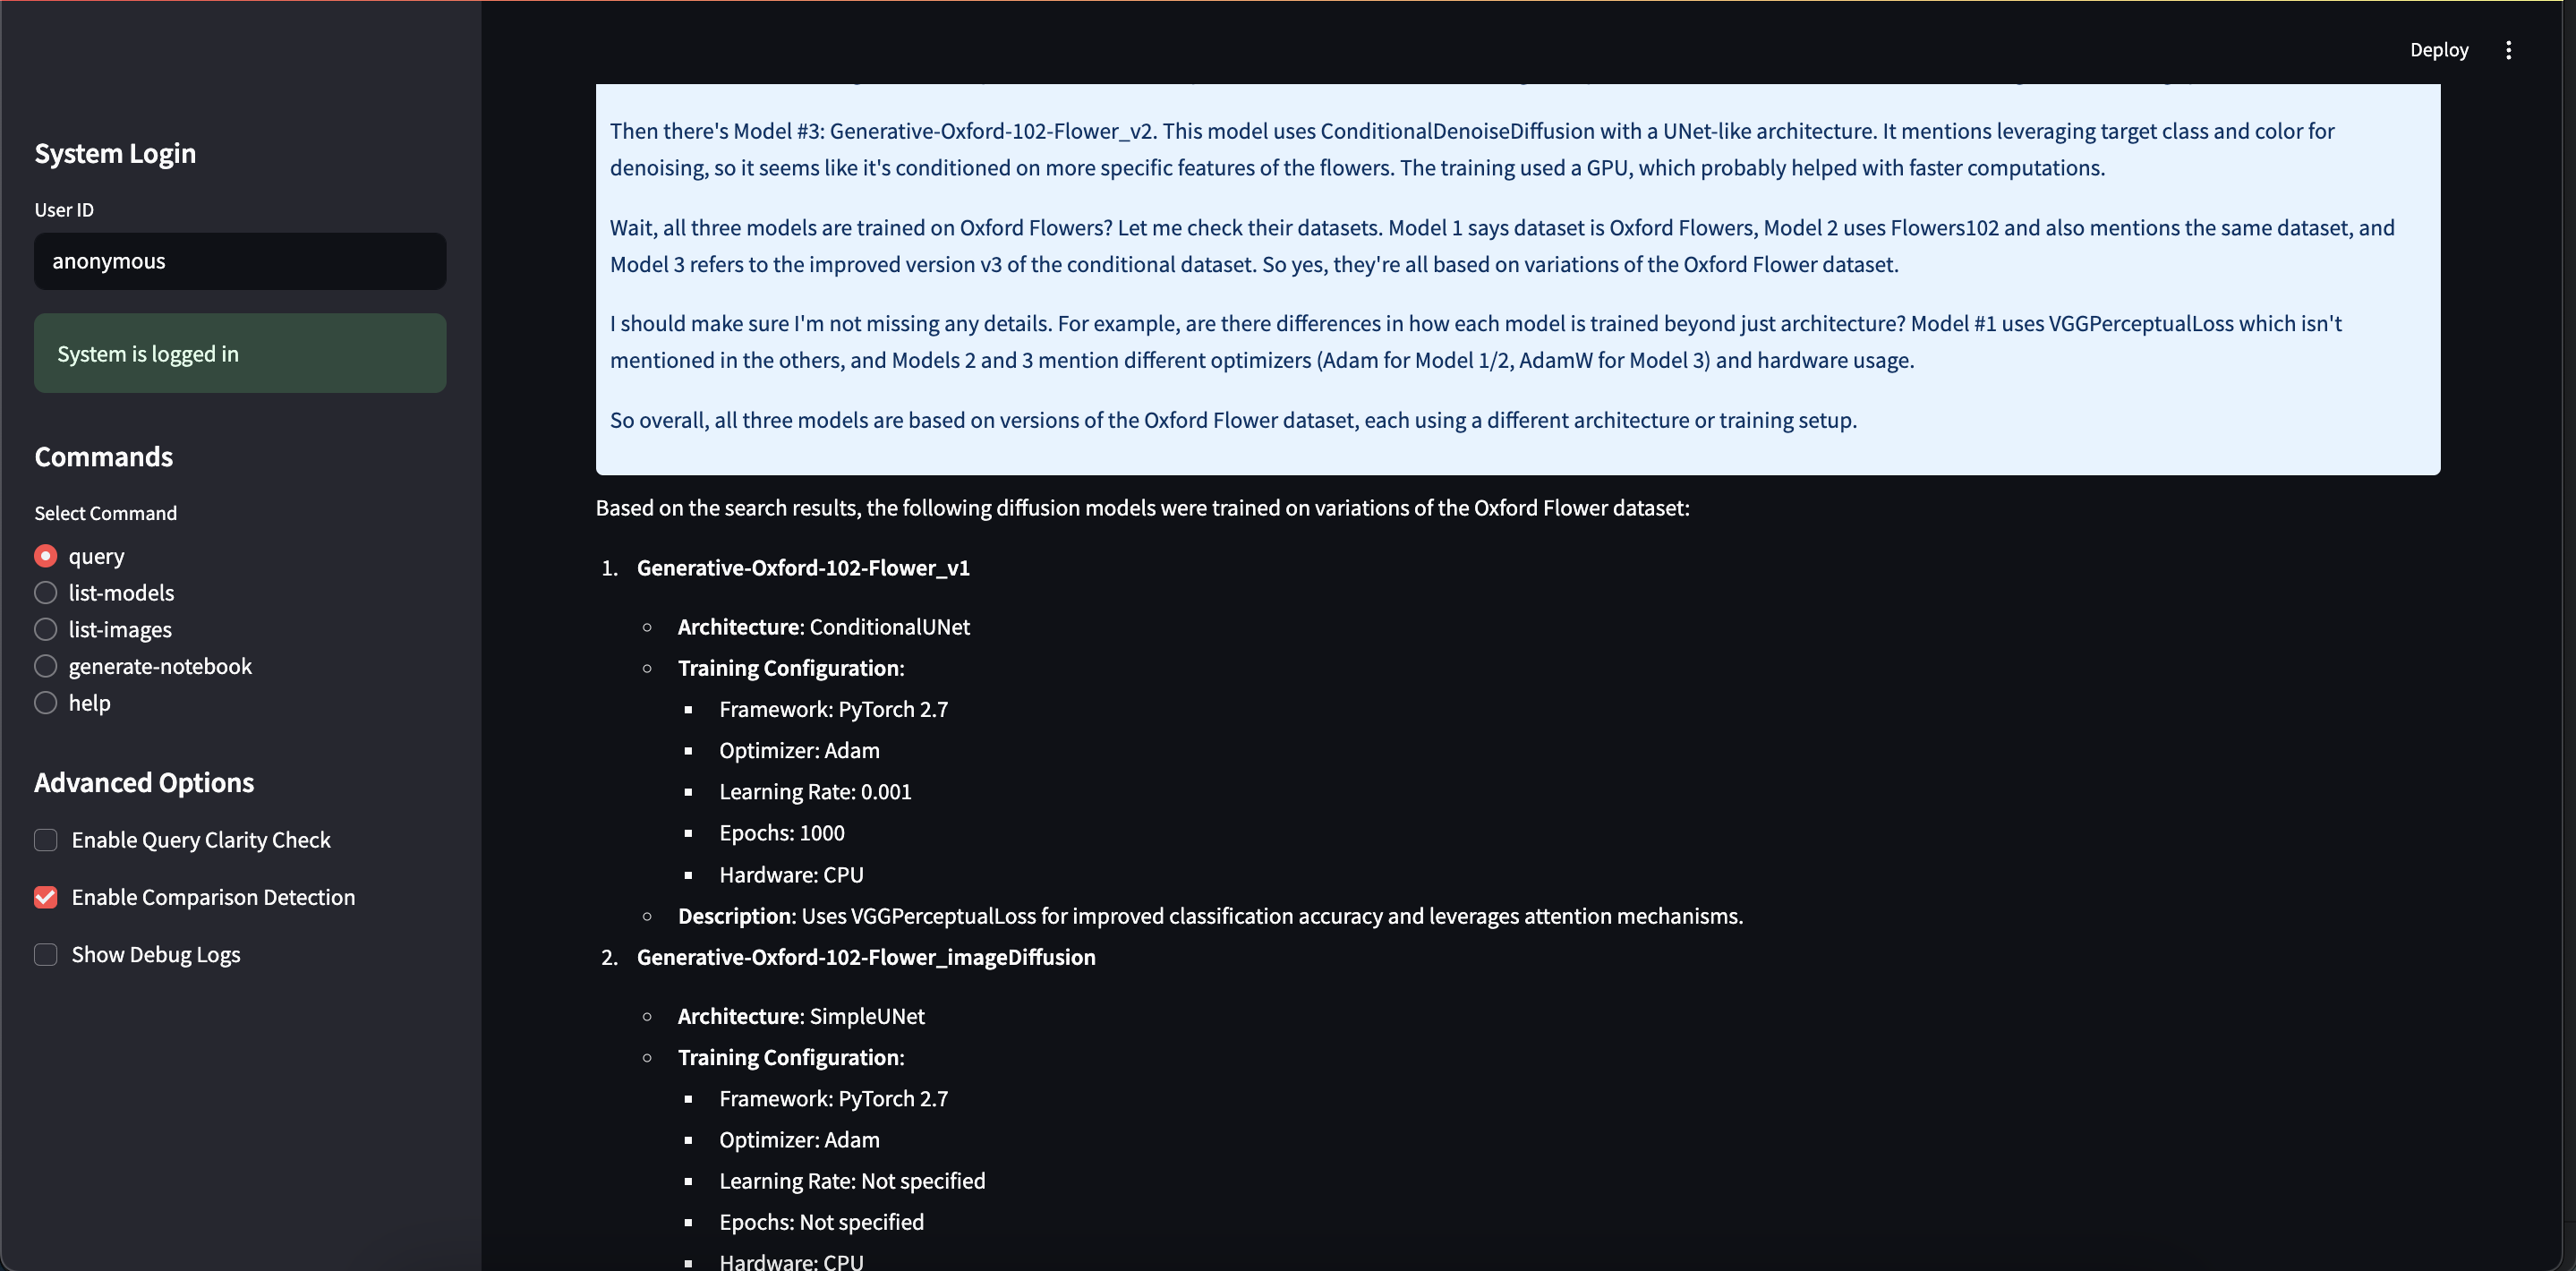 Deploy
System Login
User ID
anonymous
System is logged in
Commands
Select Command
query
list-models
list-images
generate-notebook
help
Advanced Options
Enable Query Clarity Check
Enable Comparison Detection
Show Debug Logs
Then there's Model #3: Generative-Oxford-102-Flower_v2. This model uses ConditionalDenoiseDiffusion with a UNet-like architecture. It mentions leveraging target class and color for
denoising, so it seems like it's conditioned on more specific features of the flowers. The training used a GPU, which probably helped with faster computations.
Wait, all three models are trained on Oxford Flowers? Let me check their datasets. Model 1 says dataset is Oxford Flowers, Model 2 uses Flowers102 and also mentions the same dataset, and
Model 3 refers to the improved version v3 of the conditional dataset. So yes, they're all based on variations of the Oxford Flower dataset.
I should make sure I'm not missing any details. For example, are there differences in how each model is trained beyond just architecture? Model #1 uses VGGPerceptualLoss which isn't
mentioned in the others, and Models 2 and 3 mention different optimizers (Adam for Model 1/2, AdamW for Model 3) and hardware usage.
So overall, all three models are based on versions of the Oxford Flower dataset, each using a different architecture or training setup.
Based on the search results, the following diffusion models were trained on variations of the Oxford Flower dataset:
1. Generative-Oxford-102-Flower_v1
Architecture: ConditionalUNet
Training Configuration:
Framework: PyTorch 2.7
Optimizer: Adam
Learning Rate: 0.001
Epochs: 1000
Hardware: CPU
Description: Uses VGGPerceptualLoss for improved classification accuracy and leverages attention mechanisms.
2. Generative-Oxford-102-Flower_imageDiffusion
Architecture: SimpleUNet
Training Configuration:
Framework: PyTorch 2.7
Optimizer: Adam
Learning Rate: Not specified
Epochs: Not specified
Hardware: CPU